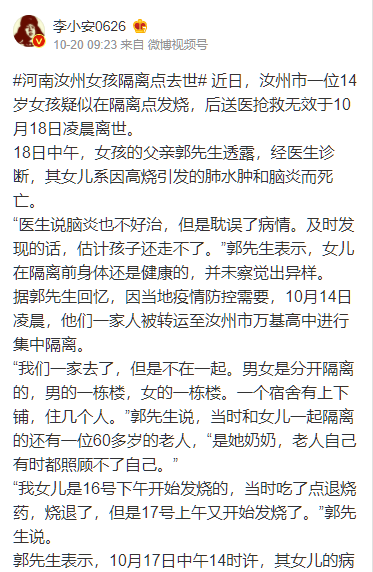 李小安0626
10-20 09:23 来自 微博视频号
#河南汝州女孩隔离点去世# 近日，汝州市一位14
岁女孩疑似在隔离点发烧，后送医抢救无效于10
月18日凌晨离世。
18日中午，女孩的父亲郭先生透露，经医生诊
断，其女儿系因高烧引发的肺水肿和脑炎而死
亡。
“医生说脑炎也不好治，但是耽误了病情。及时发
现的话，估计孩子还走不了。”郭先生表示，女儿
在隔离前身体还是健康的，并未察觉出异样。
据郭先生回忆，因当地疫情防控需要，10月14日
凌晨，他们一家人被转运至汝州市万基高中进行
集中隔离。
“我们一家去了，但是不在一起。男女是分开隔离
的，男的一栋楼，女的一栋楼。一个宿舍有上下
铺，住几个人。”郭先生说，当时和女儿一起隔离
的还有一位60多岁的老人，“是她奶奶，老人自己
有时都照顾不了自己。”
“我女儿是16号下午开始发烧的，当时吃了点退烧
药，烧退了，但是17号上午又开始发烧了。”郭先
生说。
郭先生表示，10月17日中午14时许，其女儿的病